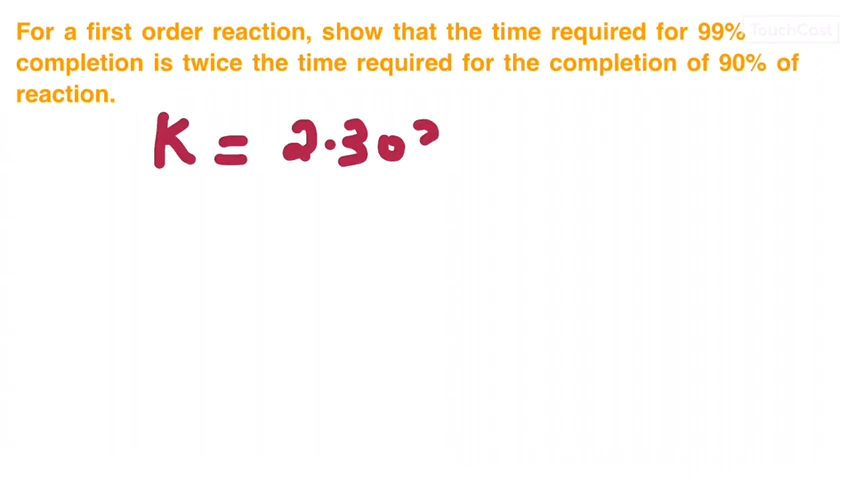 For a first order reaction, show that the time required for 99%
TouchCast
completion is twice the time required for the completion of 90% of
reaction.
K = 2.30